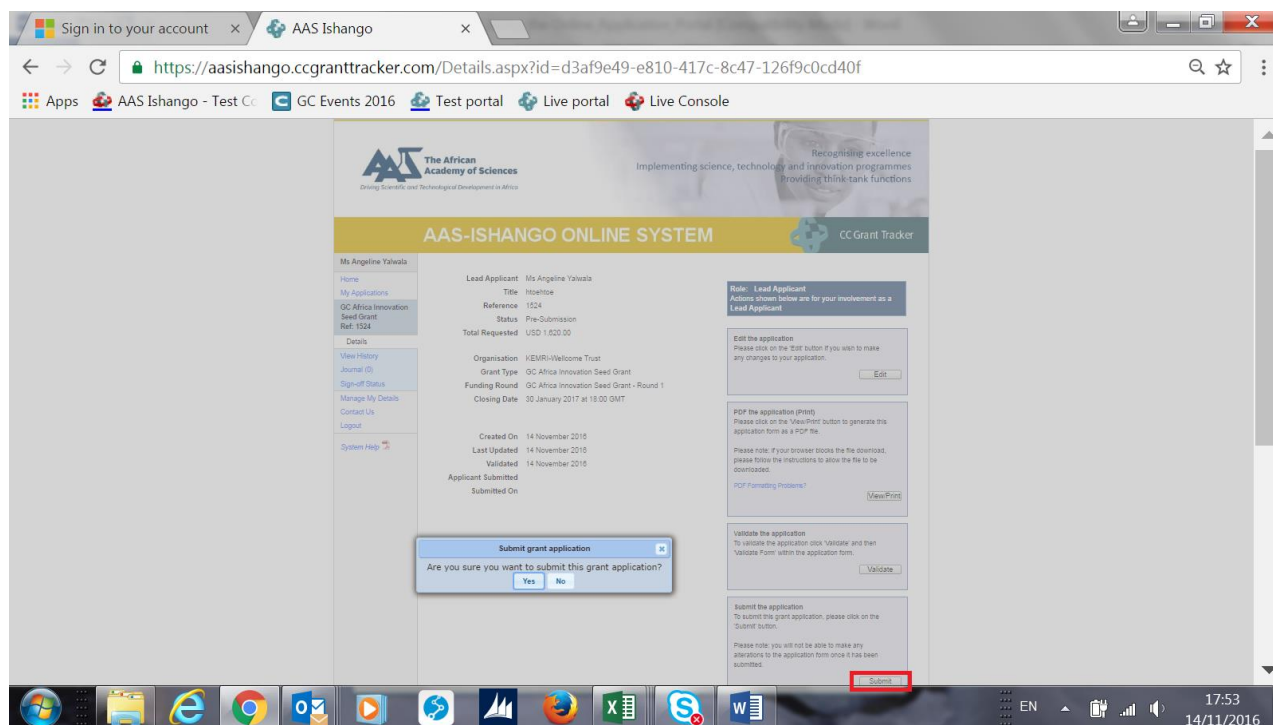 Sign in to your account
AAS Ishango
https://aasishango.ccgranttracker.com/Details.aspx?id=d3af9e49-e810-417c-8c47-126f9c0cd40f
Apps AAS Ishango - Test Cc GC Events 2016 Test portal Live portal Live Console
AAS
The African
Academy of Sciences
Driving Scientific and Technological Development in Africa
Recognising excellence
Implementing science, technology and innovation programmes
Providing think-tank functions
AAS-ISHANGO ONLINE SYSTEM
CC Grant Tracker
Ms Angeline Yalwala
Home
My Applications
GC Africa Innovation
Seed Grant
Ref: 1524
Details
View History
Journal (0)
Sign-off Status
Manage My Details
Contact Us
Logout
System Help
Lead Applicant Ms Angeline Yalwala
Title htoehtoe
Reference 1524
Status Pre-Submission
Total Requested USD 1,620.00
Organisation KEMRI-Wellcome Trust
Grant Type GC Africa Innovation Seed Grant
Funding Round GC Africa Innovation Seed Grant - Round 1
Closing Date 30 January 2017 at 18:00 GMT
Created On 14 November 2016
Last Updated 14 November 2016
Validated 14 November 2016
Applicant Submitted
Submitted On
Role: Lead Applicant
Actions shown below are for your involvement as a
Lead Applicant
Edit the application
Please click on the 'Edit' button if you wish to make
any changes to your application.
Edit
PDF the application (Print)
Please click on the 'View/Print' button to generate this
application form as a PDF file.
Please note: if your browser blocks the file download,
please follow the instructions to allow the file to be
downloaded.
PDF Formatting Problems?
View/Print
Validate the application
To validate the application click 'Validate' and then
'Validate Form' within the application form.
Validate
Submit the application
To submit this grant application, please click on the
'Submit' button.
Please note: you will not be able to make any
alterations to the application form once it has been
submitted.
Submit
Submit grant application
Are you sure you want to submit this grant application?
Yes No
EN
17:53
14/11/2016